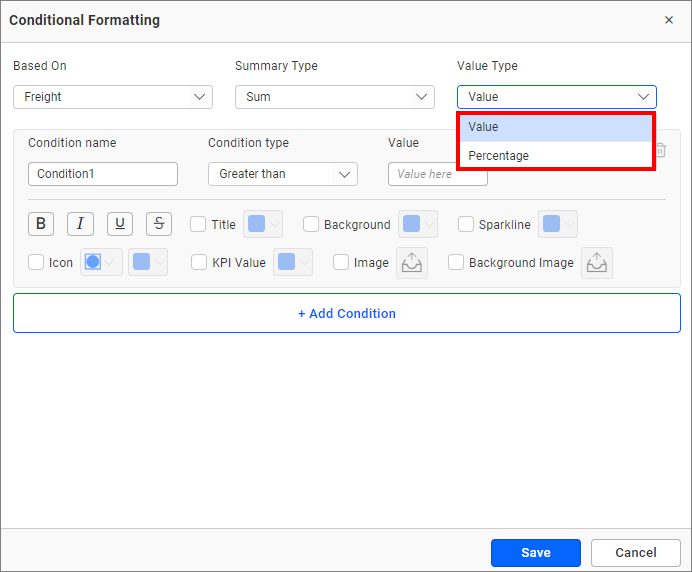 Conditional Formatting ×
Based On Summary Type Value Type
Freight Sum Value
Value
Percentage
Condition name Condition type Value
Condition1 Greater than Value here
B I U S Title Background Sparkline
Icon KPI Value Image Background Image
+ Add Condition
Save Cancel